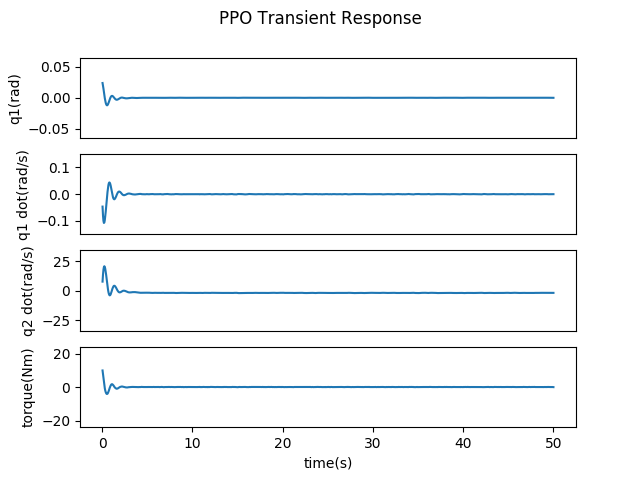 PPO Transient Response
q1(rad)
0.05
0.00
−0.05
q1 dot(rad/s)
0.1
0.0
−0.1
q2 dot(rad/s)
25
0
−25
torque(Nm)
20
0
−20
0 10 20 30 40 50
time(s)